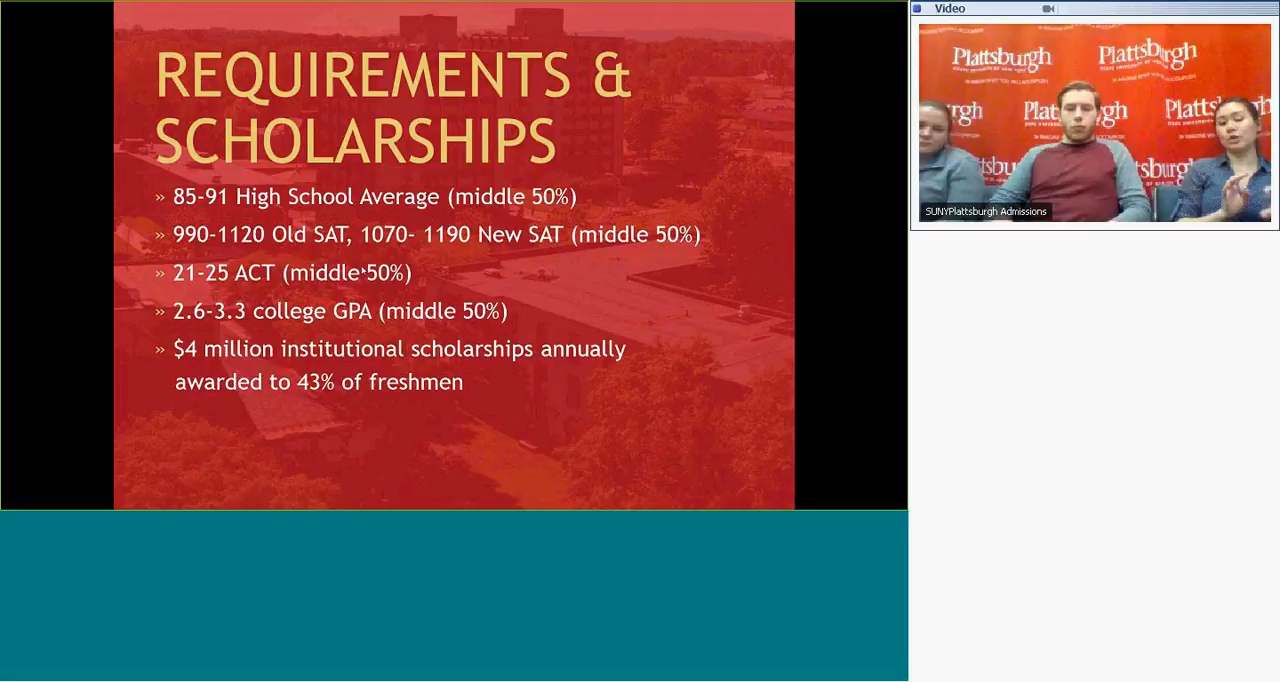 REQUIREMENTS &
SCHOLARSHIPS
» 85-91 High School Average (middle 50%)
» 990-1120 Old SAT, 1070- 1190 New SAT (middle 50%)
» 21-25 ACT (middle 50%)
» 2.6-3.3 college GPA (middle 50%)
» $4 million institutional scholarships annually
awarded to 43% of freshmen
Video
Plattsburgh
Plattsburgh
SUNYPlattsburgh Admissions